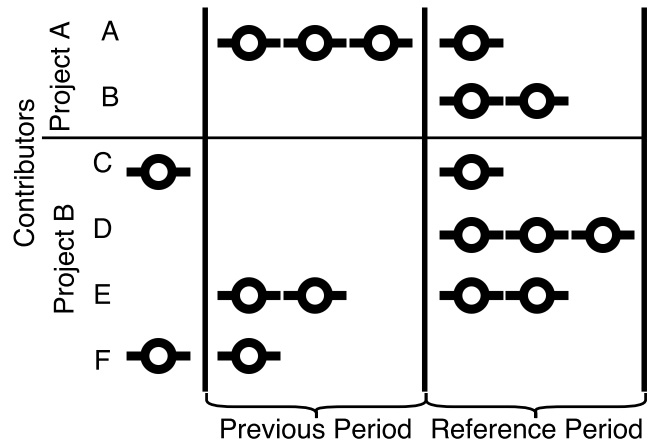 Contributors
Project A
A
B
Project B
C
D
E
F
Previous Period
Reference Period